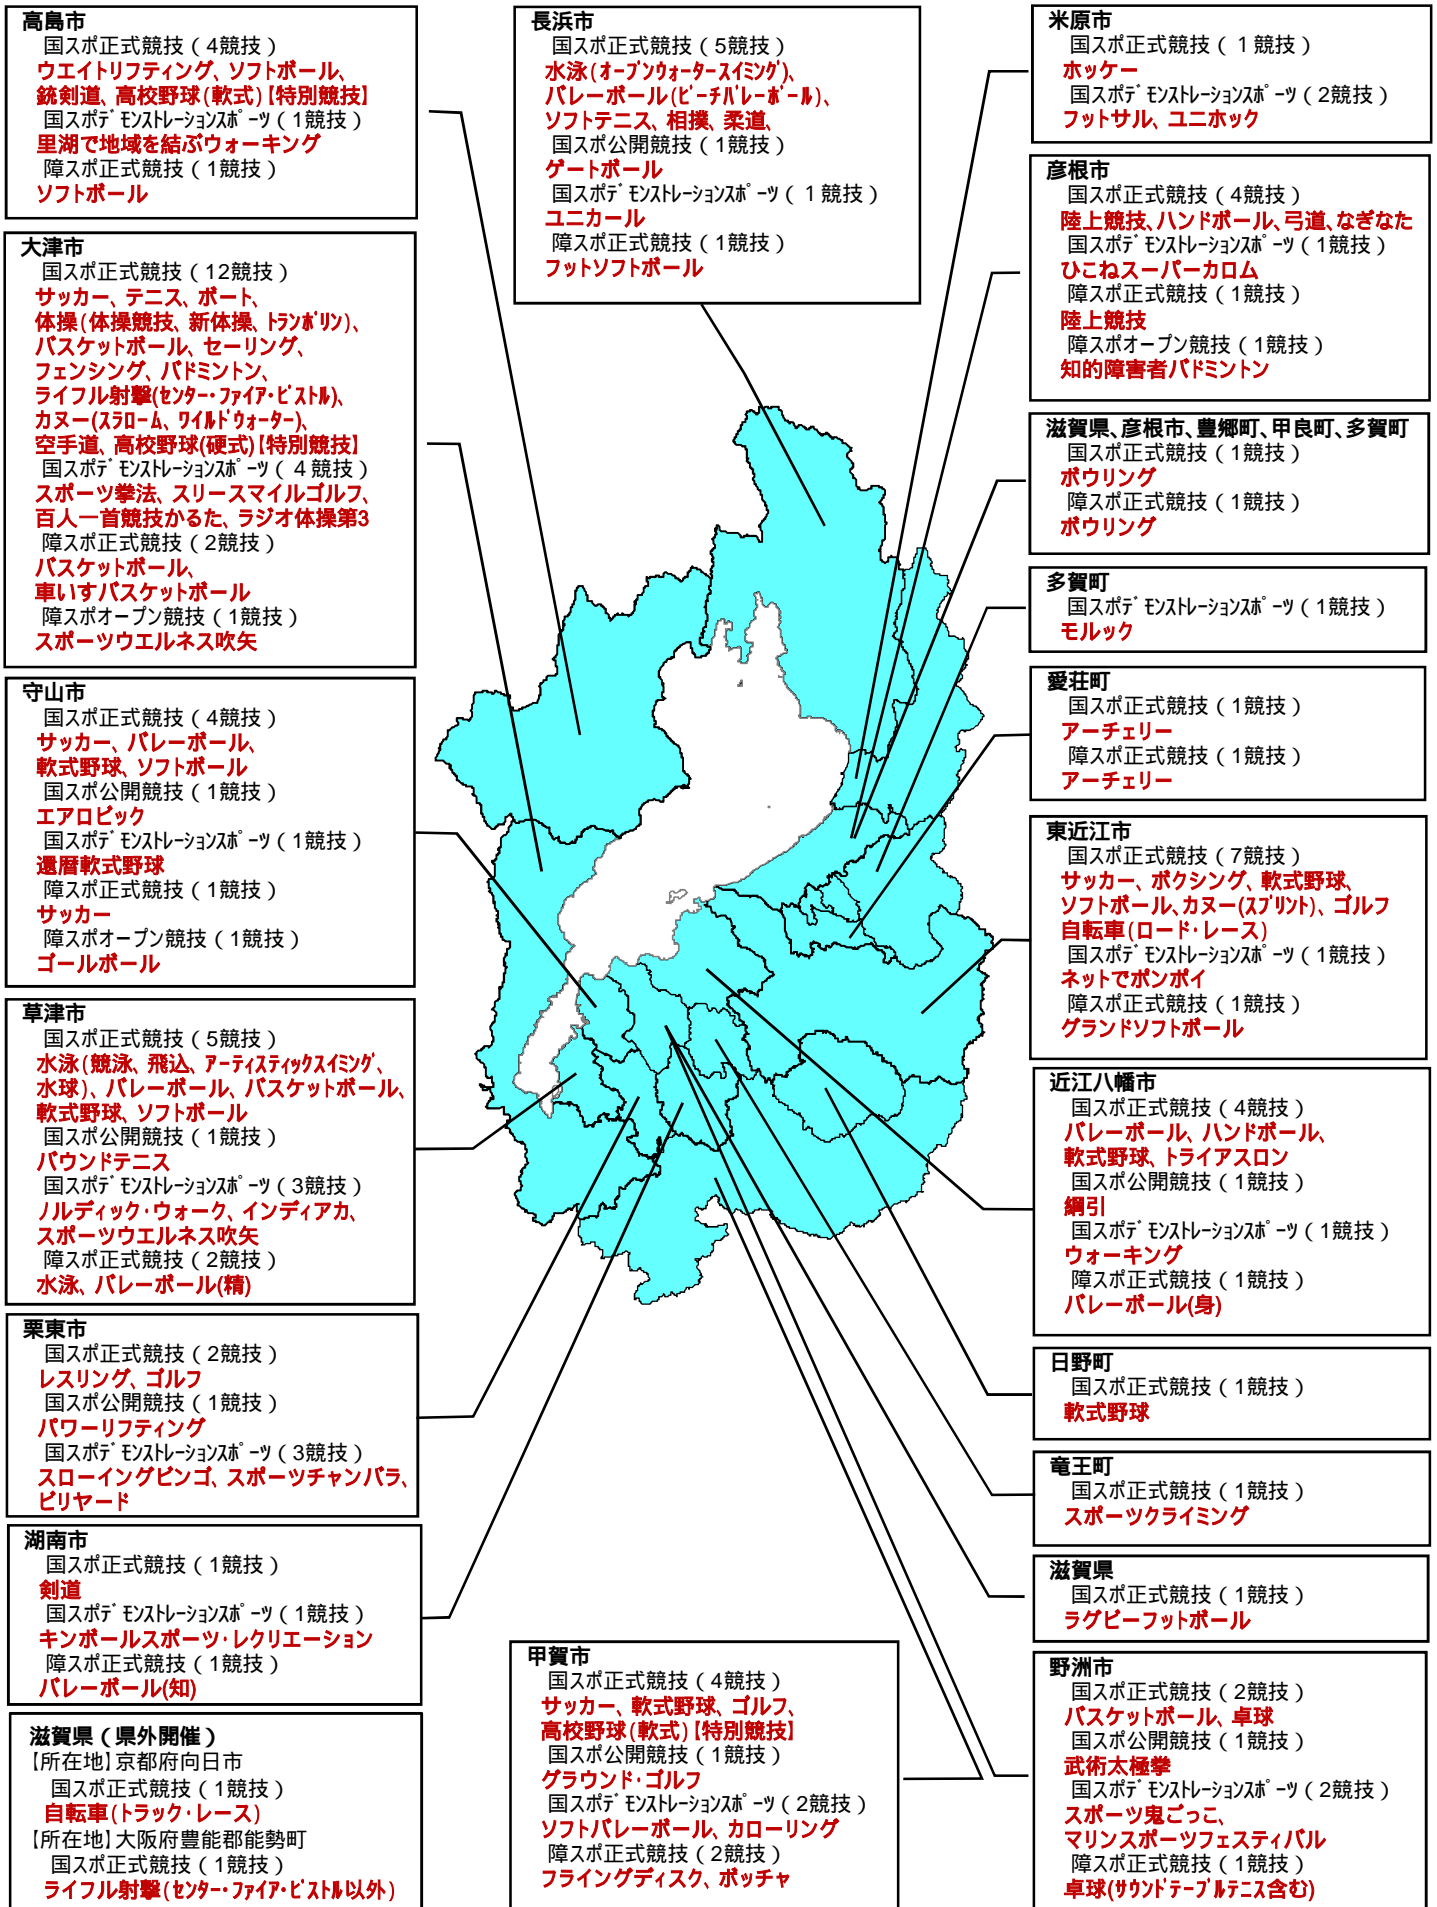 高島市
国スポ正式競技（4競技）
ウエイトリフティング、ソフトボール、
銃剣道、高校野球(軟式)【特別競技】
国スポデモンストレーションスポーツ（1競技）
里湖で地域を結ぶウォーキング
障スポ正式競技（1競技）
ソフトボール
大津市
国スポ正式競技（12競技）
サッカー、テニス、ボート、
体操(体操競技、新体操、トランポリン)、
バスケットボール、セーリング、
フェンシング、バドミントン、
ライフル射撃(センター・ファイア・ピストル)、
カヌー(スラローム、ワイルドウォーター)、
空手道、高校野球(硬式)【特別競技】
国スポデモンストレーションスポーツ（４競技）
スポーツ拳法、スリースマイルゴルフ、
百人一首競技かるた、ラジオ体操第3
障スポ正式競技（2競技）
バスケットボール、
車いすバスケットボール
障スポオープン競技（1競技）
スポーツウエルネス吹矢
守山市
国スポ正式競技（4競技）
サッカー、バレーボール、
軟式野球、ソフトボール
国スポ公開競技（1競技）
エアロビック
国スポデモンストレーションスポーツ（1競技）
還暦軟式野球
障スポ正式競技（1競技）
サッカー
障スポオープン競技（1競技）
ゴールボール
草津市
国スポ正式競技（5競技）
水泳(競泳、飛込、アーティスティックスイミング、
水球)、バレーボール、バスケットボール、
軟式野球、ソフトボール
国スポ公開競技（1競技）
バウンドテニス
国スポデモンストレーションスポーツ（3競技）
ノルディック・ウォーク、インディアカ、
スポーツウエルネス吹矢
障スポ正式競技（2競技）
水泳、バレーボール(精)
栗東市
国スポ正式競技（2競技）
レスリング、ゴルフ
国スポ公開競技（1競技）
パワーリフティング
国スポデモンストレーションスポーツ（3競技）
スローイングビンゴ、スポーツチャンバラ、
ビリヤード
湖南市
国スポ正式競技（1競技）
剣道
国スポデモンストレーションスポーツ（1競技）
キンボールスポーツ・レクリエーション
障スポ正式競技（1競技）
バレーボール(知)
滋賀県（県外開催）
【所在地】京都府向日市
国スポ正式競技（1競技）
自転車(トラック・レース)
【所在地】大阪府豊能郡能勢町
国スポ正式競技（1競技）
ライフル射撃(センター・ファイア・ピストル以外)
長浜市
国スポ正式競技（5競技）
水泳(オープンウォータースイミング)、
バレーボール(ビーチバレーボール)、
ソフトテニス、相撲、柔道、
国スポ公開競技（1競技）
ゲートボール
国スポデモンストレーションスポーツ（１競技）
ユニカール
障スポ正式競技（1競技）
フットソフトボール
甲賀市
国スポ正式競技（4競技）
サッカー、軟式野球、ゴルフ、
高校野球(軟式)【特別競技】
国スポ公開競技（1競技）
グラウンド・ゴルフ
国スポデモンストレーションスポーツ（2競技）
ソフトバレーボール、カローリング
障スポ正式競技（2競技）
フライングディスク、ボッチャ
米原市
国スポ正式競技（１競技）
ホッケー
国スポデモンストレーションスポーツ（2競技）
フットサル、ユニホック
彦根市
国スポ正式競技（4競技）
陸上競技、ハンドボール、弓道、なぎなた
国スポデモンストレーションスポーツ（1競技）
ひこねスーパーカロム
障スポ正式競技（1競技）
陸上競技
障スポオープン競技（1競技）
知的障害者バドミントン
滋賀県、彦根市、豊郷町、甲良町、多賀町
国スポ正式競技（1競技）
ボウリング
障スポ正式競技（1競技）
ボウリング
多賀町
国スポデモンストレーションスポーツ（1競技）
モルック
愛荘町
国スポ正式競技（1競技）
アーチェリー
障スポ正式競技（1競技）
アーチェリー
東近江市
国スポ正式競技（7競技）
サッカー、ボクシング、軟式野球、
ソフトボール、カヌー(スプリント)、ゴルフ
自転車(ロード・レース)
国スポデモンストレーションスポーツ（1競技）
ネットでポンポイ
障スポ正式競技（1競技）
グランドソフトボール
近江八幡市
国スポ正式競技（4競技）
バレーボール、ハンドボール、
軟式野球、トライアスロン
国スポ公開競技（1競技）
綱引
国スポデモンストレーションスポーツ（1競技）
ウォーキング
障スポ正式競技（1競技）
バレーボール(身)
日野町
国スポ正式競技（1競技）
軟式野球
竜王町
国スポ正式競技（1競技）
スポーツクライミング
滋賀県
国スポ正式競技（1競技）
ラグビーフットボール
野洲市
国スポ正式競技（2競技）
バスケットボール、卓球
国スポ公開競技（1競技）
武術太極拳
国スポデモンストレーションスポーツ（2競技）
スポーツ鬼ごっこ、
マリンスポーツフェスティバル
障スポ正式競技（1競技）
卓球(サウンドテーブルテニス含む)